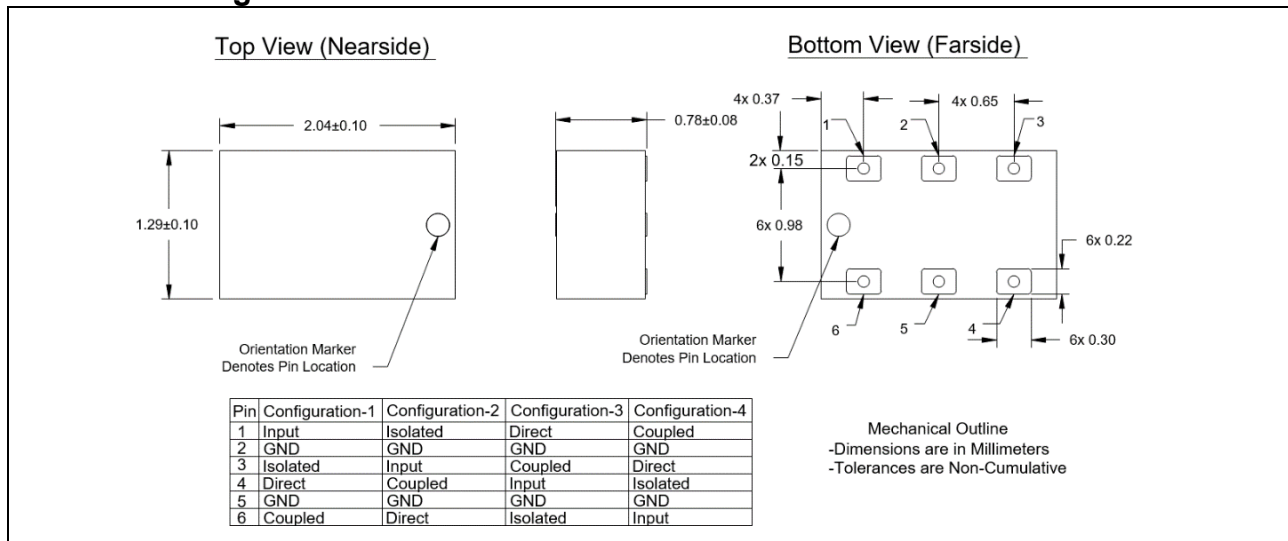 Top View (Nearside)
Bottom View (Farside)
2.04±0.10
0.78±0.08
4x 0.37
4x 0.65
1
2
3
2x 0.15
1.29±0.10
6x 0.98
6x 0.22
6
5
4
6x 0.30
Orientation Marker
Denotes Pin Location
Orientation Marker
Denotes Pin Location
Pin Configuration-1 Configuration-2 Configuration-3 Configuration-4
1 Input Isolated Direct Coupled
2 GND GND GND GND
3 Isolated Input Coupled Direct
4 Direct Coupled Input Isolated
5 GND GND GND GND
6 Coupled Direct Isolated Input
Mechanical Outline
-Dimensions are in Millimeters
-Tolerances are Non-Cumulative